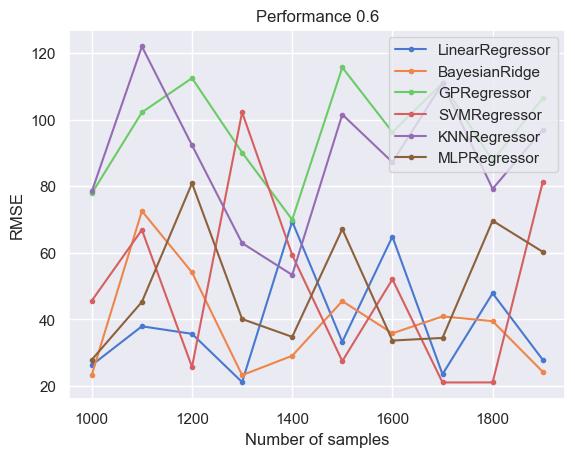 Performance 0.6
LinearRegressor
BayesianRidge
GPRegressor
SVMRegressor
KNNRegressor
MLPRegressor
120
100
80
60
40
20
RMSE
1000
1200
1400
1600
1800
Number of samples